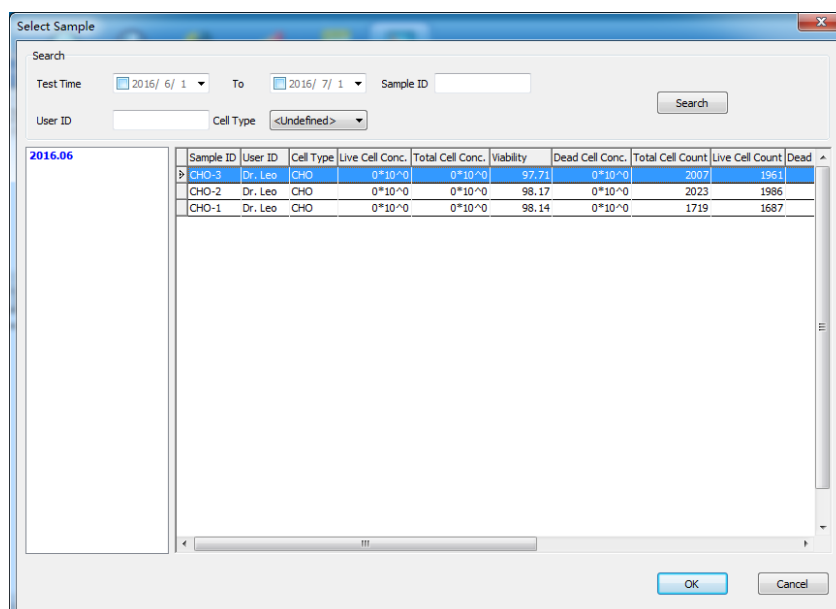 Select Sample
Search
Test Time 2016/ 6/ 1 To 2016/ 7/ 1 Sample ID
Search
User ID Cell Type <Undefined>
2016.06
Sample ID User ID Cell Type Live Cell Conc. Total Cell Conc. Viability Dead Cell Conc. Total Cell Count Live Cell Count Dead
CHO-3 Dr. Leo CHO 0*10^0 0*10^0 97.71 0*10^0 2007 1961
CHO-2 Dr. Leo CHO 0*10^0 0*10^0 98.17 0*10^0 2023 1986
CHO-1 Dr. Leo CHO 0*10^0 0*10^0 98.14 0*10^0 1719 1687
OK Cancel